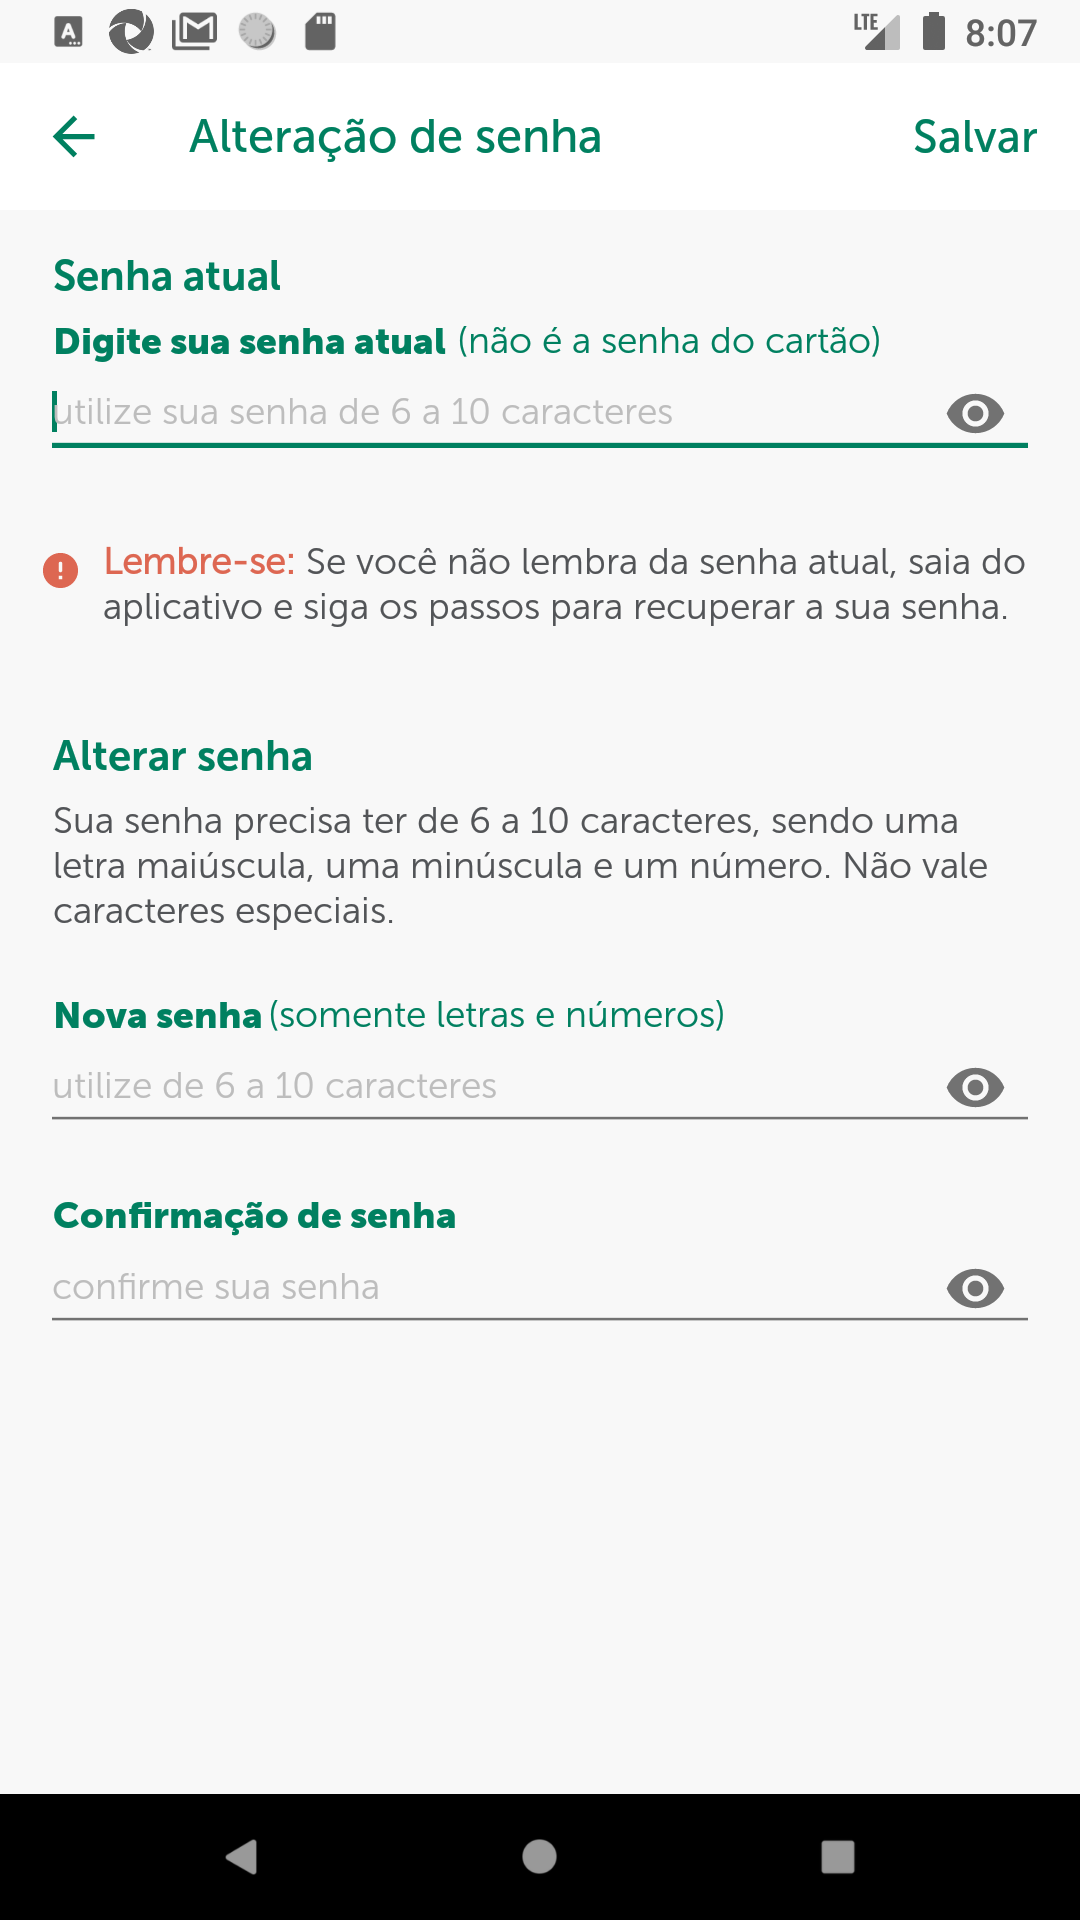 LTE 8:07
Alteração de senha Salvar
Senha atual
Digite sua senha atual (não é a senha do cartão)
utilize sua senha de 6 a 10 caracteres
Lembre-se: Se você não lembra da senha atual, saia do
aplicativo e siga os passos para recuperar a sua senha.
Alterar senha
Sua senha precisa ter de 6 a 10 caracteres, sendo uma
letra maiúscula, uma minúscula e um número. Não vale
caracteres especiais.
Nova senha (somente letras e números)
utilize de 6 a 10 caracteres
Confirmação de senha
confirme sua senha